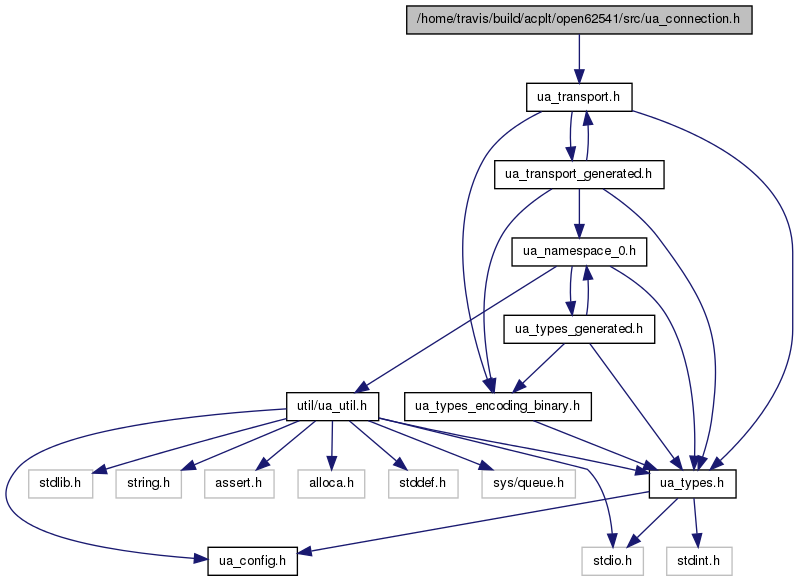 /home/travis/build/acplt/open62541/src/ua_connection.h
ua_transport.h
ua_transport_generated.h
ua_namespace_0.h
ua_types_generated.h
util/ua_util.h
ua_types_encoding_binary.h
stdlib.h
string.h
assert.h
alloca.h
stddef.h
sys/queue.h
ua_types.h
ua_config.h
stdio.h
stdint.h